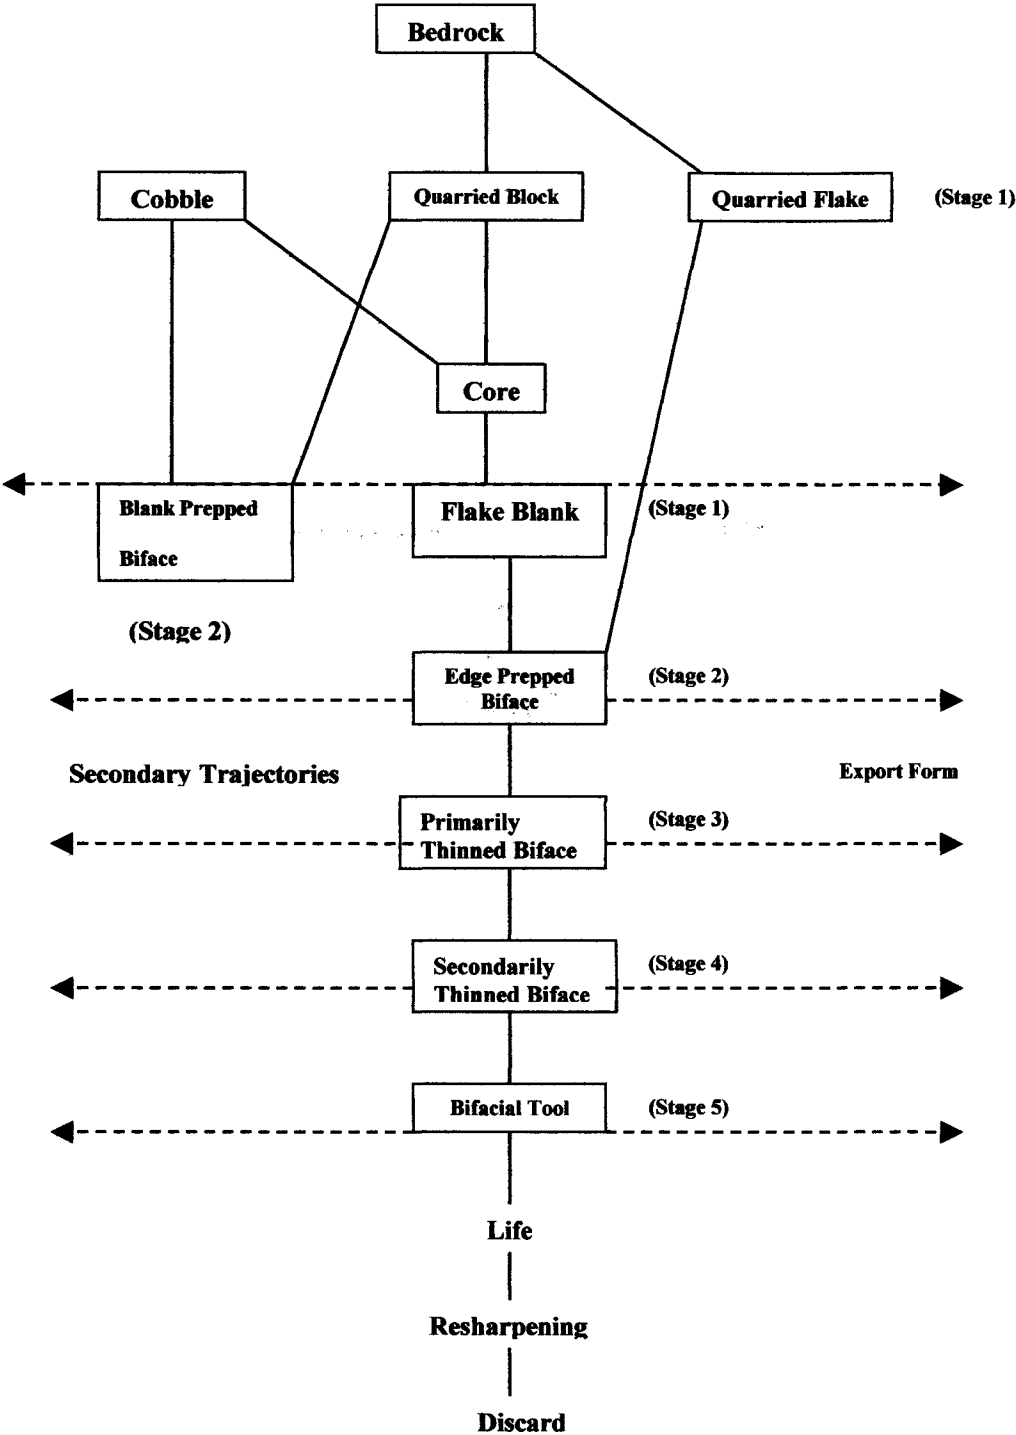 Bedrock
Cobble
Quarried Block
Quarried Flake
(Stage 1)
Core
Blank Prepped
Biface
Flake Blank
(Stage 1)
(Stage 2)
Edge Prepped
Biface
(Stage 2)
Secondary Trajectories
Export Form
Primarily
Thinned Biface
(Stage 3)
Secondarily
Thinned Biface
(Stage 4)
Bifacial Tool
(Stage 5)
Life
Resharpening
Discard